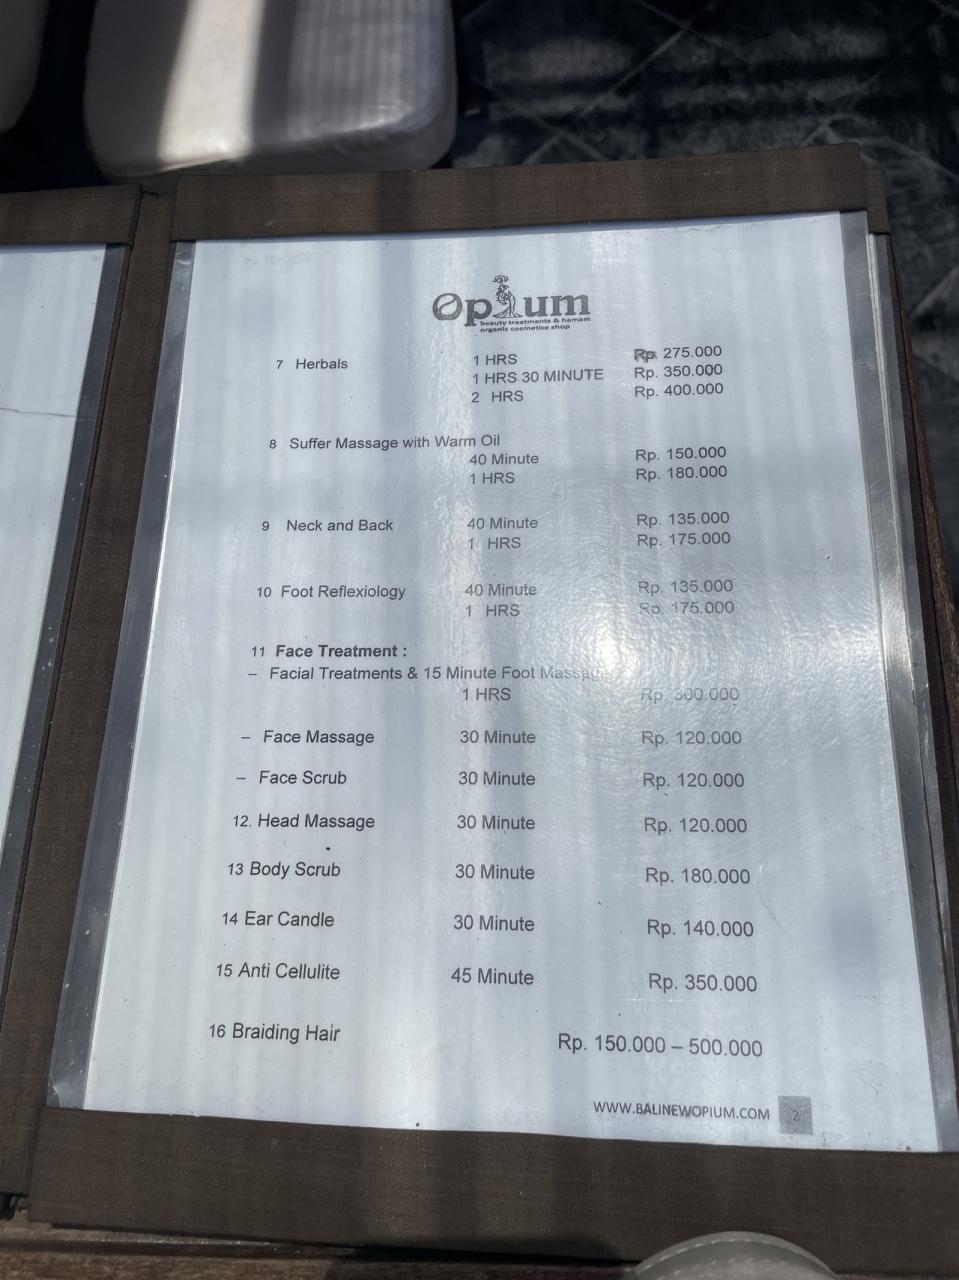 Opium
beauty treatments & hamam
organic cosmetics shop
7 Herbals 1 HRS Rp. 275.000
1 HRS 30 MINUTE Rp. 350.000
2 HRS Rp. 400.000
8 Suffer Massage with Warm Oil
40 Minute Rp. 150.000
1 HRS Rp. 180.000
9 Neck and Back 40 Minute Rp. 135.000
1 HRS Rp. 175.000
10 Foot Reflexiology 40 Minute Rp. 135.000
1 HRS Rp. 175.000
11 Face Treatment :
– Facial Treatments & 15 Minute Foot Massage
1 HRS Rp. 300.000
– Face Massage 30 Minute Rp. 120.000
– Face Scrub 30 Minute Rp. 120.000
12. Head Massage 30 Minute Rp. 120.000
13 Body Scrub 30 Minute Rp. 180.000
14 Ear Candle 30 Minute Rp. 140.000
15 Anti Cellulite 45 Minute Rp. 350.000
16 Braiding Hair Rp. 150.000 – 500.000
WWW.BALINEWOPIUM.COM 2